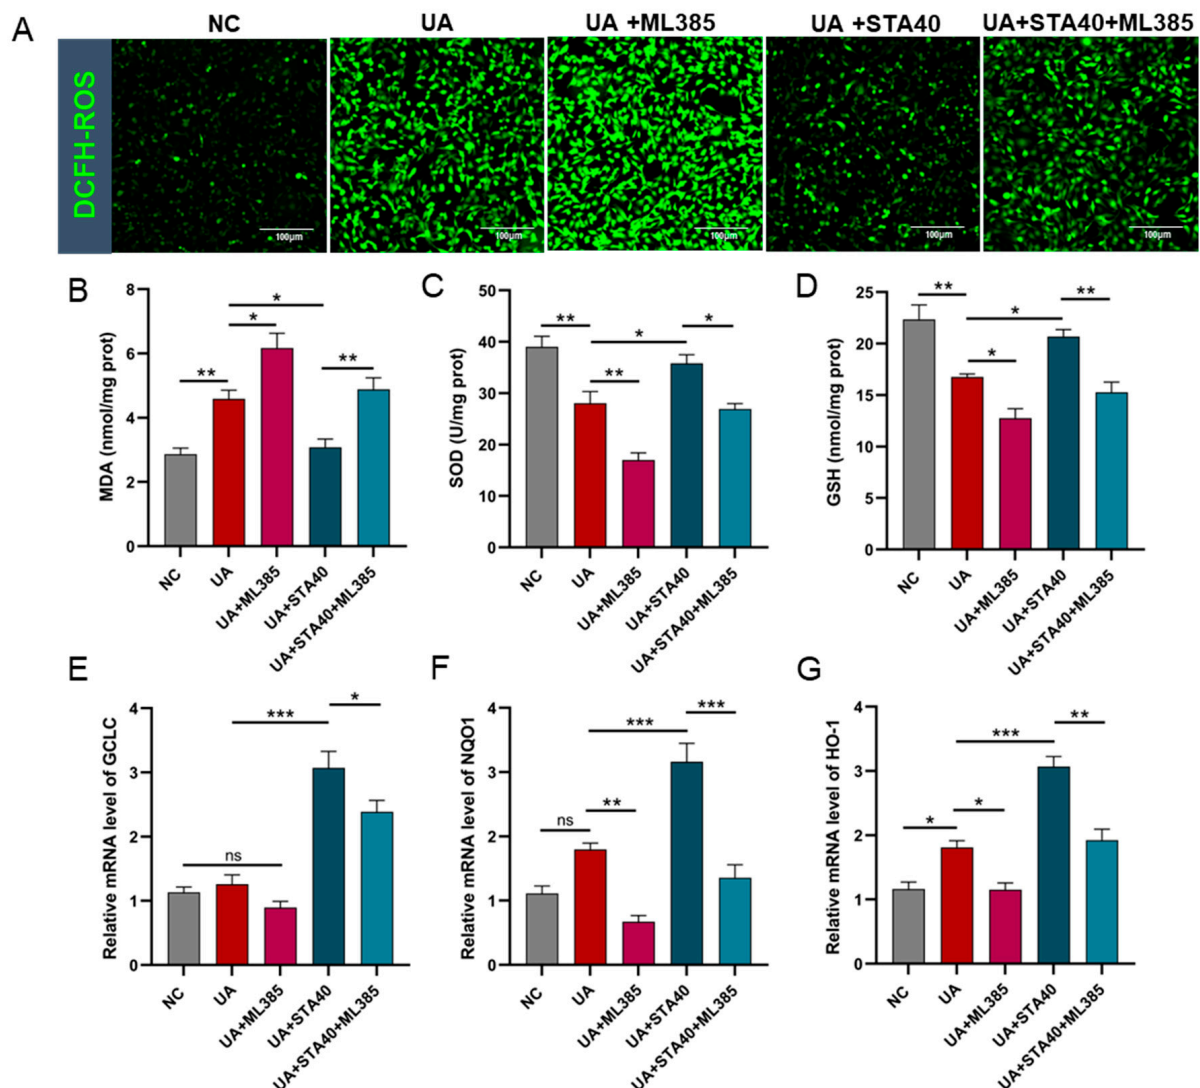 A
NC
UA
UA +ML385
UA +STA40
UA+STA40+ML385
DCFH-ROS
100μm
100μm
100μm
100μm
100μm
B
MDA (nmol/mg prot)
8
6
4
2
0
**
*
*
**
NC
UA
UA+ML385
UA+STA40
UA+STA40+ML385
C
SOD (U/mg prot)
50
40
30
20
10
0
**
*
*
**
NC
UA
UA+ML385
UA+STA40
UA+STA40+ML385
D
GSH (nmol/mg prot)
25
20
15
10
5
0
**
*
**
*
NC
UA
UA+ML385
UA+STA40
UA+STA40+ML385
E
Relative mRNA level of GCLC
4
3
2
1
0
ns
***
*
NC
UA
UA+ML385
UA+STA40
UA+STA40+ML385
F
Relative mRNA level of NQO1
4
3
2
1
0
ns
**
***
***
NC
UA
UA+ML385
UA+STA40
UA+STA40+ML385
G
Relative mRNA level of HO-1
4
3
2
1
0
*
*
***
**
NC
UA
UA+ML385
UA+STA40
UA+STA40+ML385